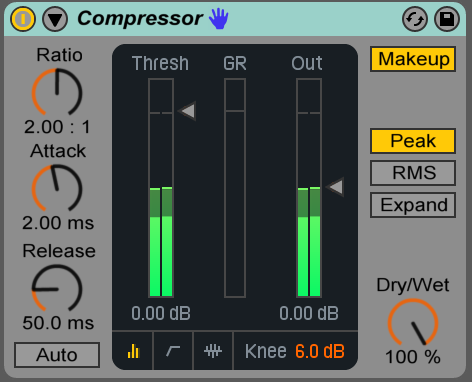 Compressor
Ratio
2.00 : 1
Attack
2.00 ms
Release
50.0 ms
Auto
Thresh GR Out
0.00 dB 0.00 dB
Knee 6.0 dB
Makeup
Peak
RMS
Expand
Dry/Wet
100 %